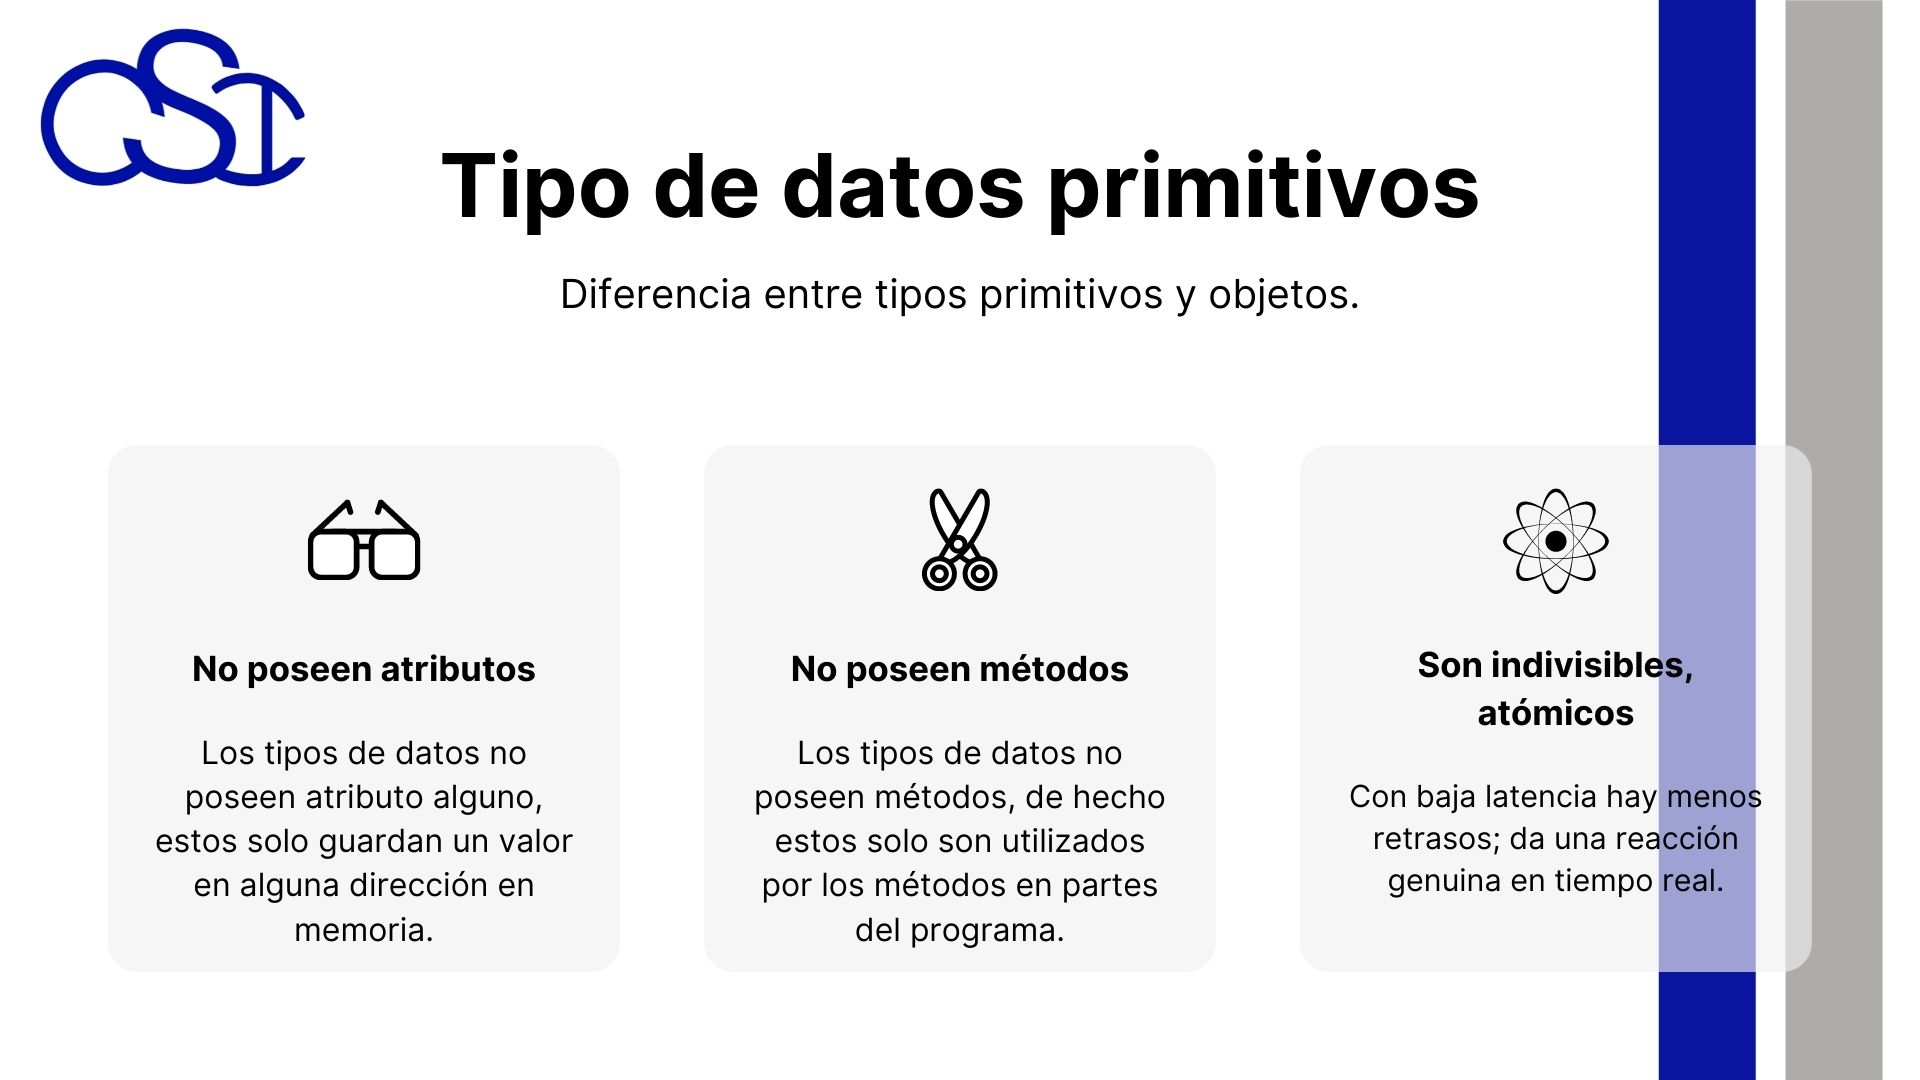 CSTI
Tipo de datos primitivos
Diferencia entre tipos primitivos y objetos.
No poseen atributos
Los tipos de datos no
poseen atributo alguno,
estos solo guardan un valor
en alguna dirección en
memoria.
No poseen métodos
Los tipos de datos no
poseen métodos, de hecho
estos solo son utilizados
por los métodos en partes
del programa.
Son indivisibles,
atómicos
Con baja latencia hay menos
retrasos; da una reacción
genuina en tiempo real.